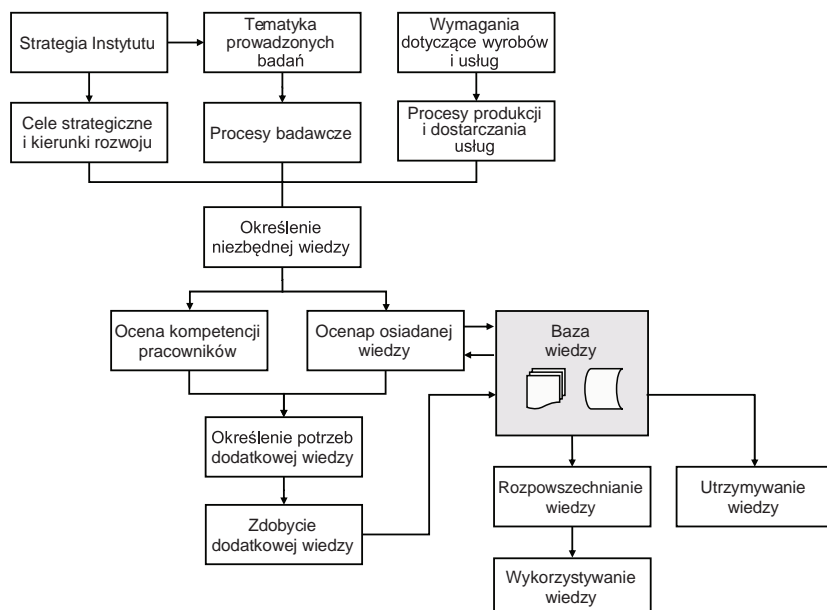 Strategia Instytutu
Tematyka
prowadzonych
badań
Wymagania
dotyczące wyrobów
i usług
Cele strategiczne
i kierunki rozwoju
Procesy badawcze
Procesy produkcji
i dostarczania
usług
Określenie
niezbędnej wiedzy
Ocena kompetencji
pracowników
Ocenap osiadanej
wiedzy
Baza
wiedzy
Określenie potrzeb
dodatkowej wiedzy
Rozpowszechnianie
wiedzy
Utrzymywanie
wiedzy
Zdobycie
dodatkowej wiedzy
Wykorzystywanie
wiedzy